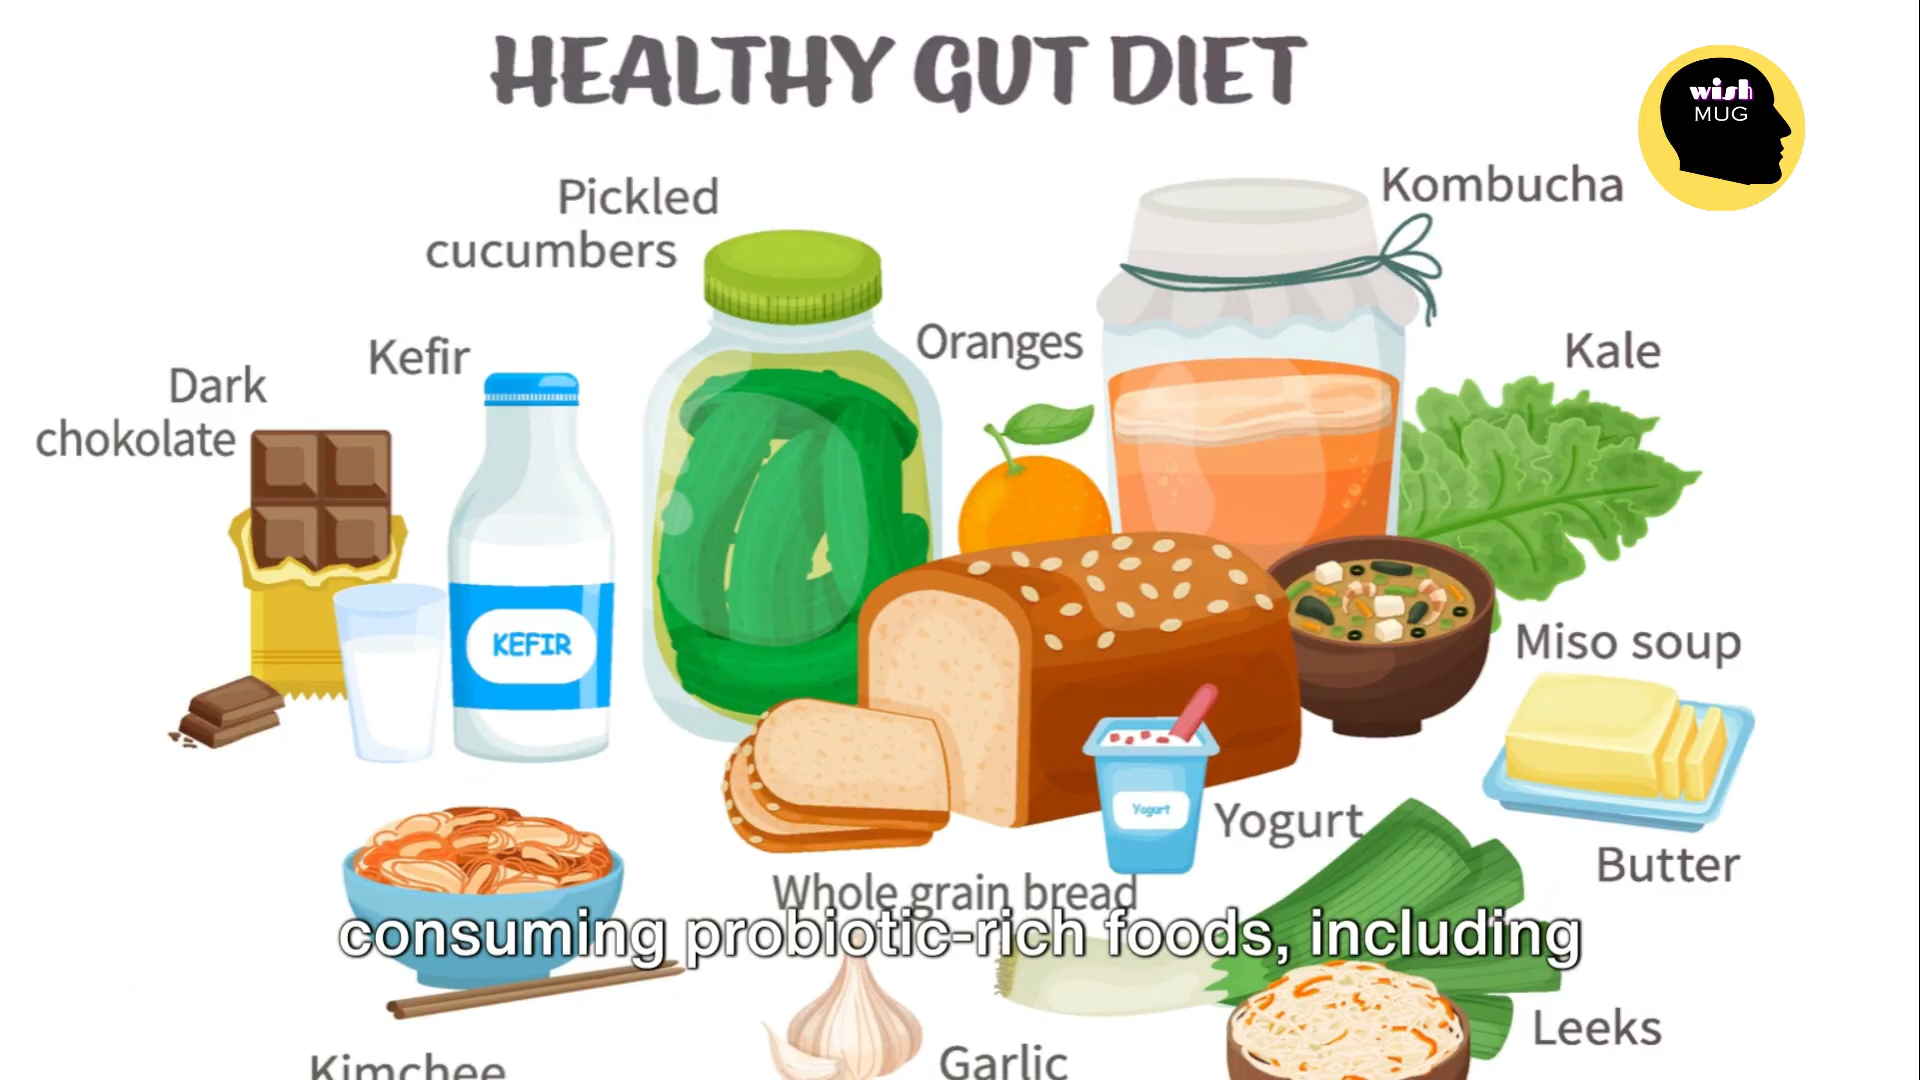 HEALTHY GUT DIET
wish
MUG
Pickled
cucumbers
Kombucha
Oranges
Kale
Kefir
Dark
chokolate
KEFIR
Miso soup
Yogurt
Yogurt
Butter
Whole grain bread
consuming probiotic-rich foods, including
Leeks
Garlic
Kimchee